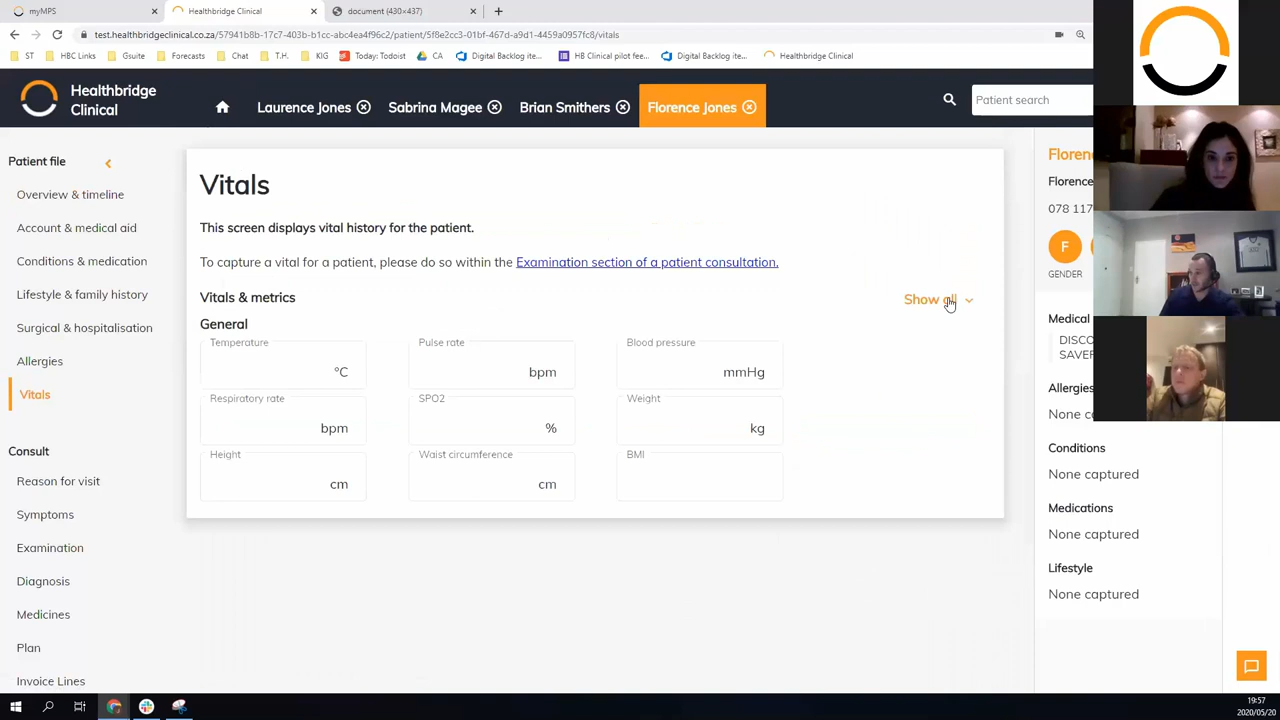 myMPS
Healthbridge Clinical
document (430×437)
test.healthbridgeclinical.co.za/57941b8b-17c7-403b-b1cc-abc4ea4f96c2/patient/5f8e2cc3-01bf-467d-a9d1-4459a0957fc8/vitals
ST
HBC Links
Gsuite
Forecasts
Chat
T.H.
KIG
Today: Todoist
CA
Digital Backlog ite...
HB Clinical pilot fee...
Digital Backlog ite...
Healthbridge Clinical
Healthbridge
Clinical
Laurence Jones
Sabrina Magee
Brian Smithers
Florence Jones
Patient search
Patient file
Overview & timeline
Account & medical aid
Conditions & medication
Lifestyle & family history
Surgical & hospitalisation
Allergies
Vitals
Consult
Reason for visit
Symptoms
Examination
Diagnosis
Medicines
Plan
Invoice Lines
Vitals
This screen displays vital history for the patient.
To capture a vital for a patient, please do so within the Examination section of a patient consultation.
Vitals & metrics
Show all
General
Temperature
°C
Pulse rate
bpm
Blood pressure
mmHg
Respiratory rate
bpm
SPO2
%
Weight
kg
Height
cm
Waist circumference
cm
BMI
Floren
Florence
078 117
F
GENDER
Medical
DISCO
SAVER
Allergies
None captured
Conditions
None captured
Medications
None captured
Lifestyle
None captured
19:57
2020/05/20